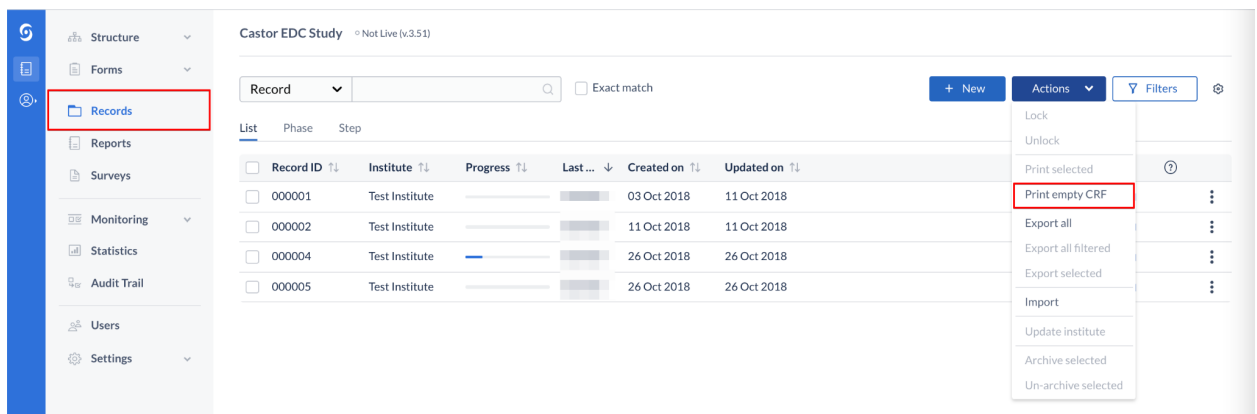 Castor EDC Study Not Live (v.3.51)
Structure
Forms
Records
Reports
Surveys
Monitoring
Statistics
Audit Trail
Users
Settings
Record Exact match + New Actions Filters
List Phase Step
Record ID Institute Progress Last ... Created on Updated on ?
000001 Test Institute 03 Oct 2018 11 Oct 2018
000002 Test Institute 11 Oct 2018 11 Oct 2018
000004 Test Institute 26 Oct 2018 26 Oct 2018
000005 Test Institute 26 Oct 2018 26 Oct 2018
Lock
Unlock
Print selected
Print empty CRF
Export all
Export all filtered
Export selected
Import
Update institute
Archive selected
Un-archive selected